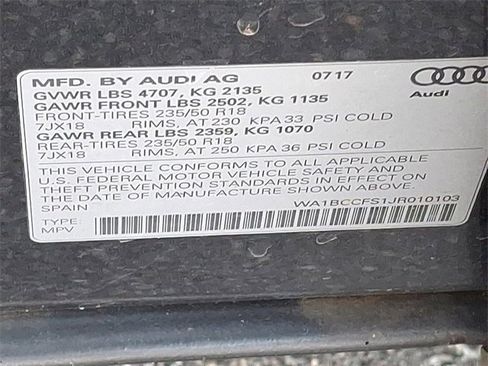 MFD. BY AUDI AG 0717
GVWR LBS 4707, KG 2135
GAWR FRONT LBS 2502, KG 1135
FRONT-TIRES 235/50 R18
7JX18 RIMS, AT 230 KPA 33 PSI COLD
GAWR REAR LBS 2359, KG 1070
REAR-TIRES 235/50 R18
7JX18 RIMS, AT 250 KPA 36 PSI COLD
THIS VEHICLE CONFORMS TO ALL APPLICABLE
U.S. FEDERAL MOTOR VEHICLE SAFETY AND
THEFT PREVENTION STANDARDS IN EFFECT ON
THE DATE OF MANUFACTURE SHOWN ABOVE.
SPAIN WA1BCCFS1JR010103
TYPE:
MPV
Audi